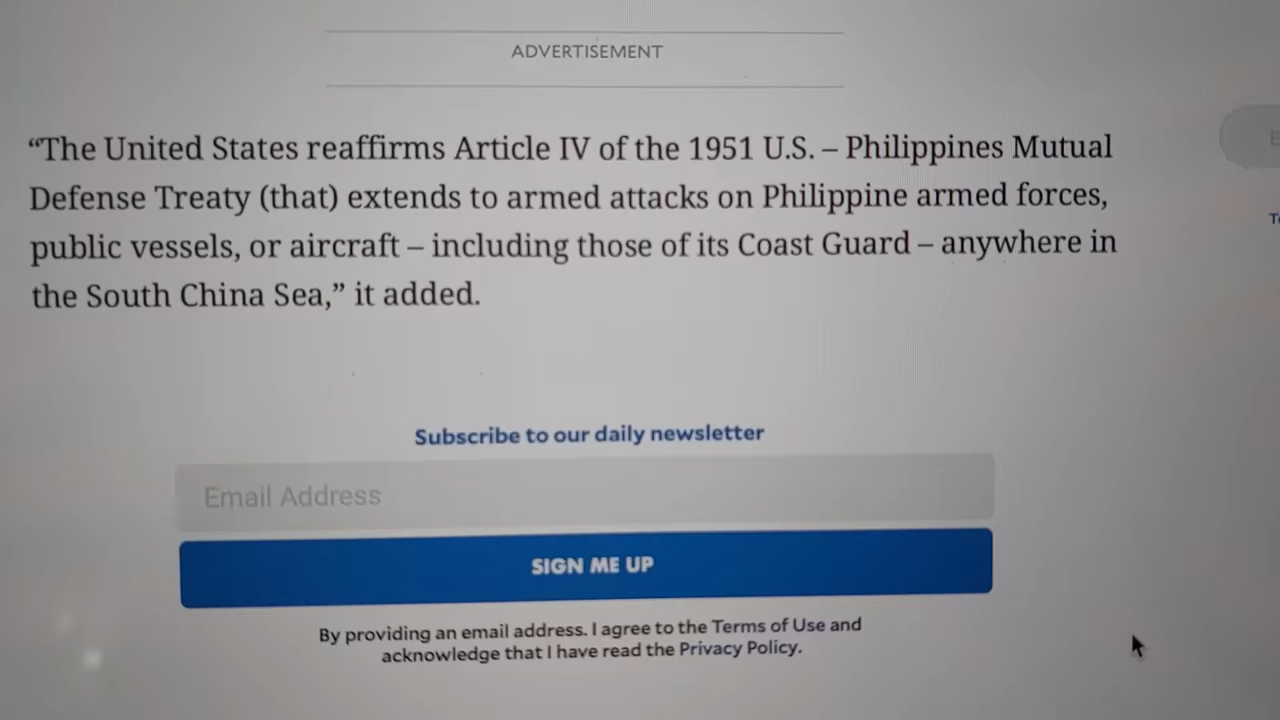 ADVERTISEMENT
“The United States reaffirms Article IV of the 1951 U.S. – Philippines Mutual
Defense Treaty (that) extends to armed attacks on Philippine armed forces,
public vessels, or aircraft – including those of its Coast Guard – anywhere in
the South China Sea,” it added.
Subscribe to our daily newsletter
Email Address
SIGN ME UP
By providing an email address. I agree to the Terms of Use and
acknowledge that I have read the Privacy Policy.